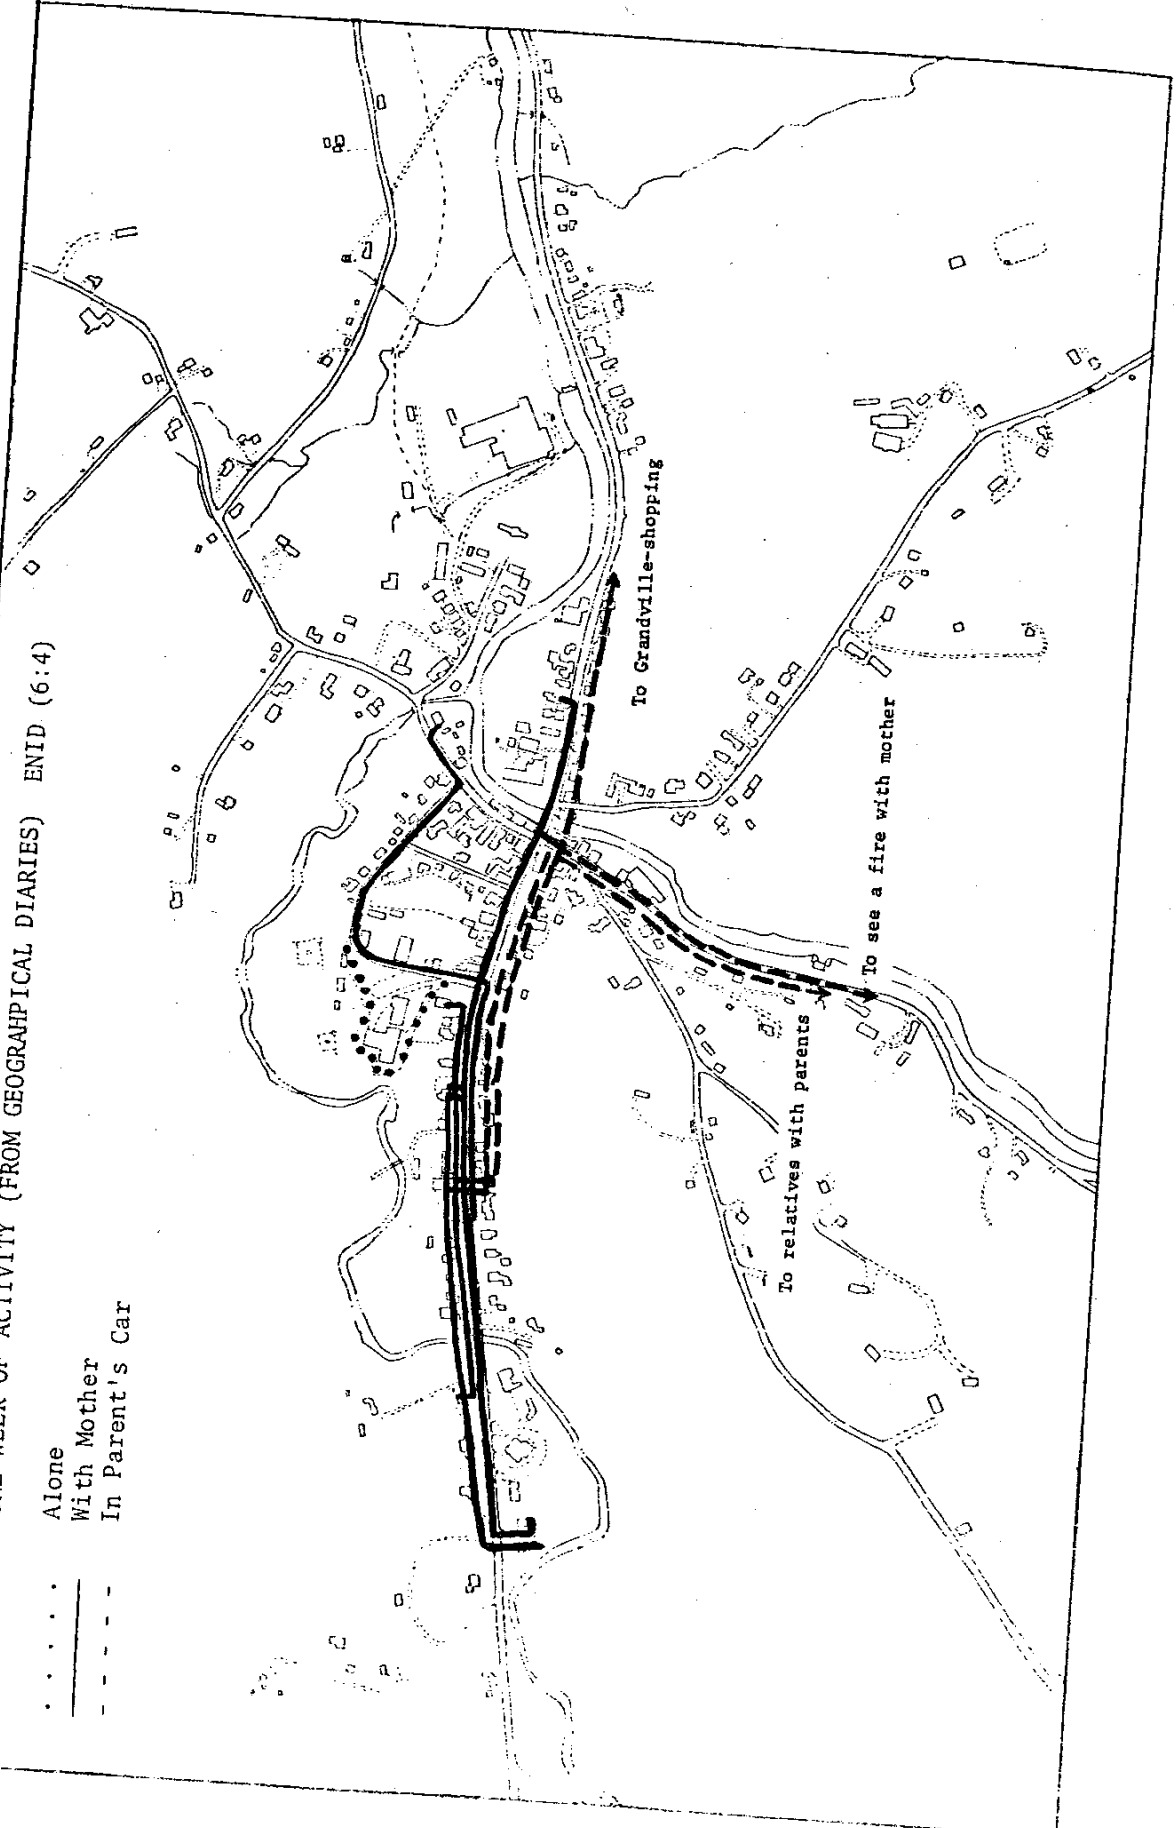 WEEK OF ACTIVITY (FROM GEOGRAHPICAL DIARIES) ENID (6:4)
Alone
With Mother
In Parent's Car
To Grandville-shopping
To see a fire with mother
To relatives with parents